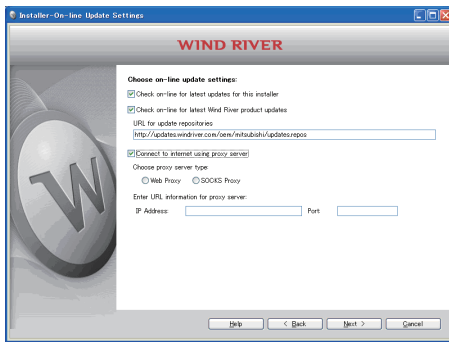 Installer-On-line Update Settings
WIND RIVER
Choose on-line update settings:
Check on-line for latest updates for this installer
Check on-line for latest Wind River product updates
URL for update repositories
http://updates.windriver.com/oem/mitsubishi/updates.repos
Connect to internet using proxy server
Choose proxy server type:
Web Proxy SOCKS Proxy
Enter URL information for proxy server:
IP Address: Port
Help < Back Next > Cancel